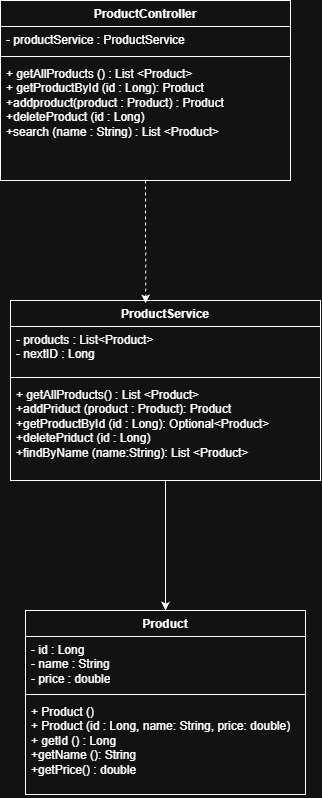 ProductController
- productService : ProductService
+ getAllProducts () : List <Product>
+ getProductById (id : Long): Product
+addproduct(product : Product) : Product
+deleteProduct (id : Long)
+search (name : String) : List <Product>
ProductService
- products : List<Product>
- nextID : Long
+ getAllProducts() : List <Product>
+addPriduct (product : Product): Product
+getProductById (id : Long): Optional<Product>
+deletePriduct (id : Long)
+findByName (name:String): List <Product>
Product
- id : Long
- name : String
- price : double
+ Product ()
+ Product (id : Long, name: String, price: double)
+ getId () : Long
+getName (): String
+getPrice() : double